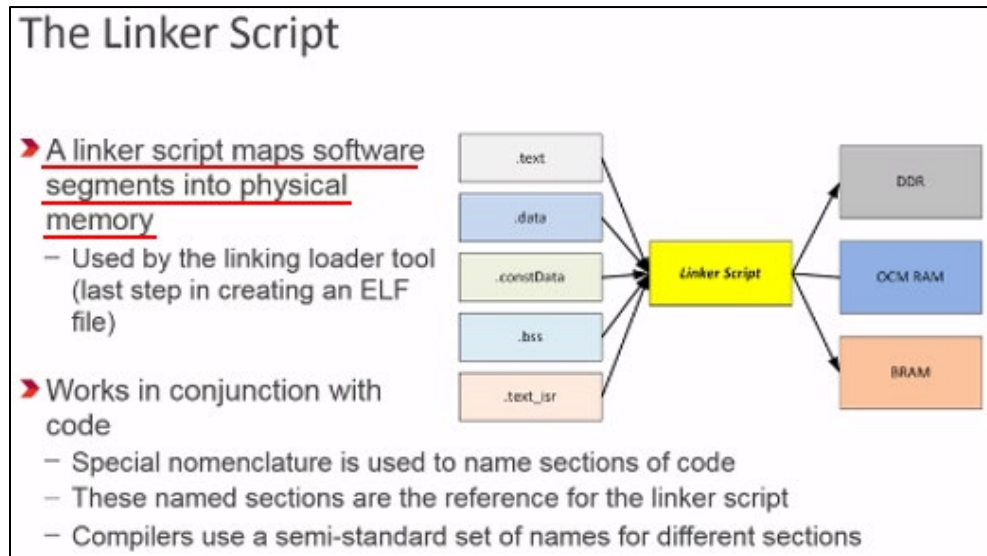 The Linker Script
A linker script maps software
segments into physical
memory
– Used by the linking loader tool
(last step in creating an ELF
file)
Works in conjunction with
code
– Special nomenclature is used to name sections of code
– These named sections are the reference for the linker script
– Compilers use a semi-standard set of names for different sections
.text
.data
.constData
.bss
.text_isr
Linker Script
DDR
OCM RAM
BRAM